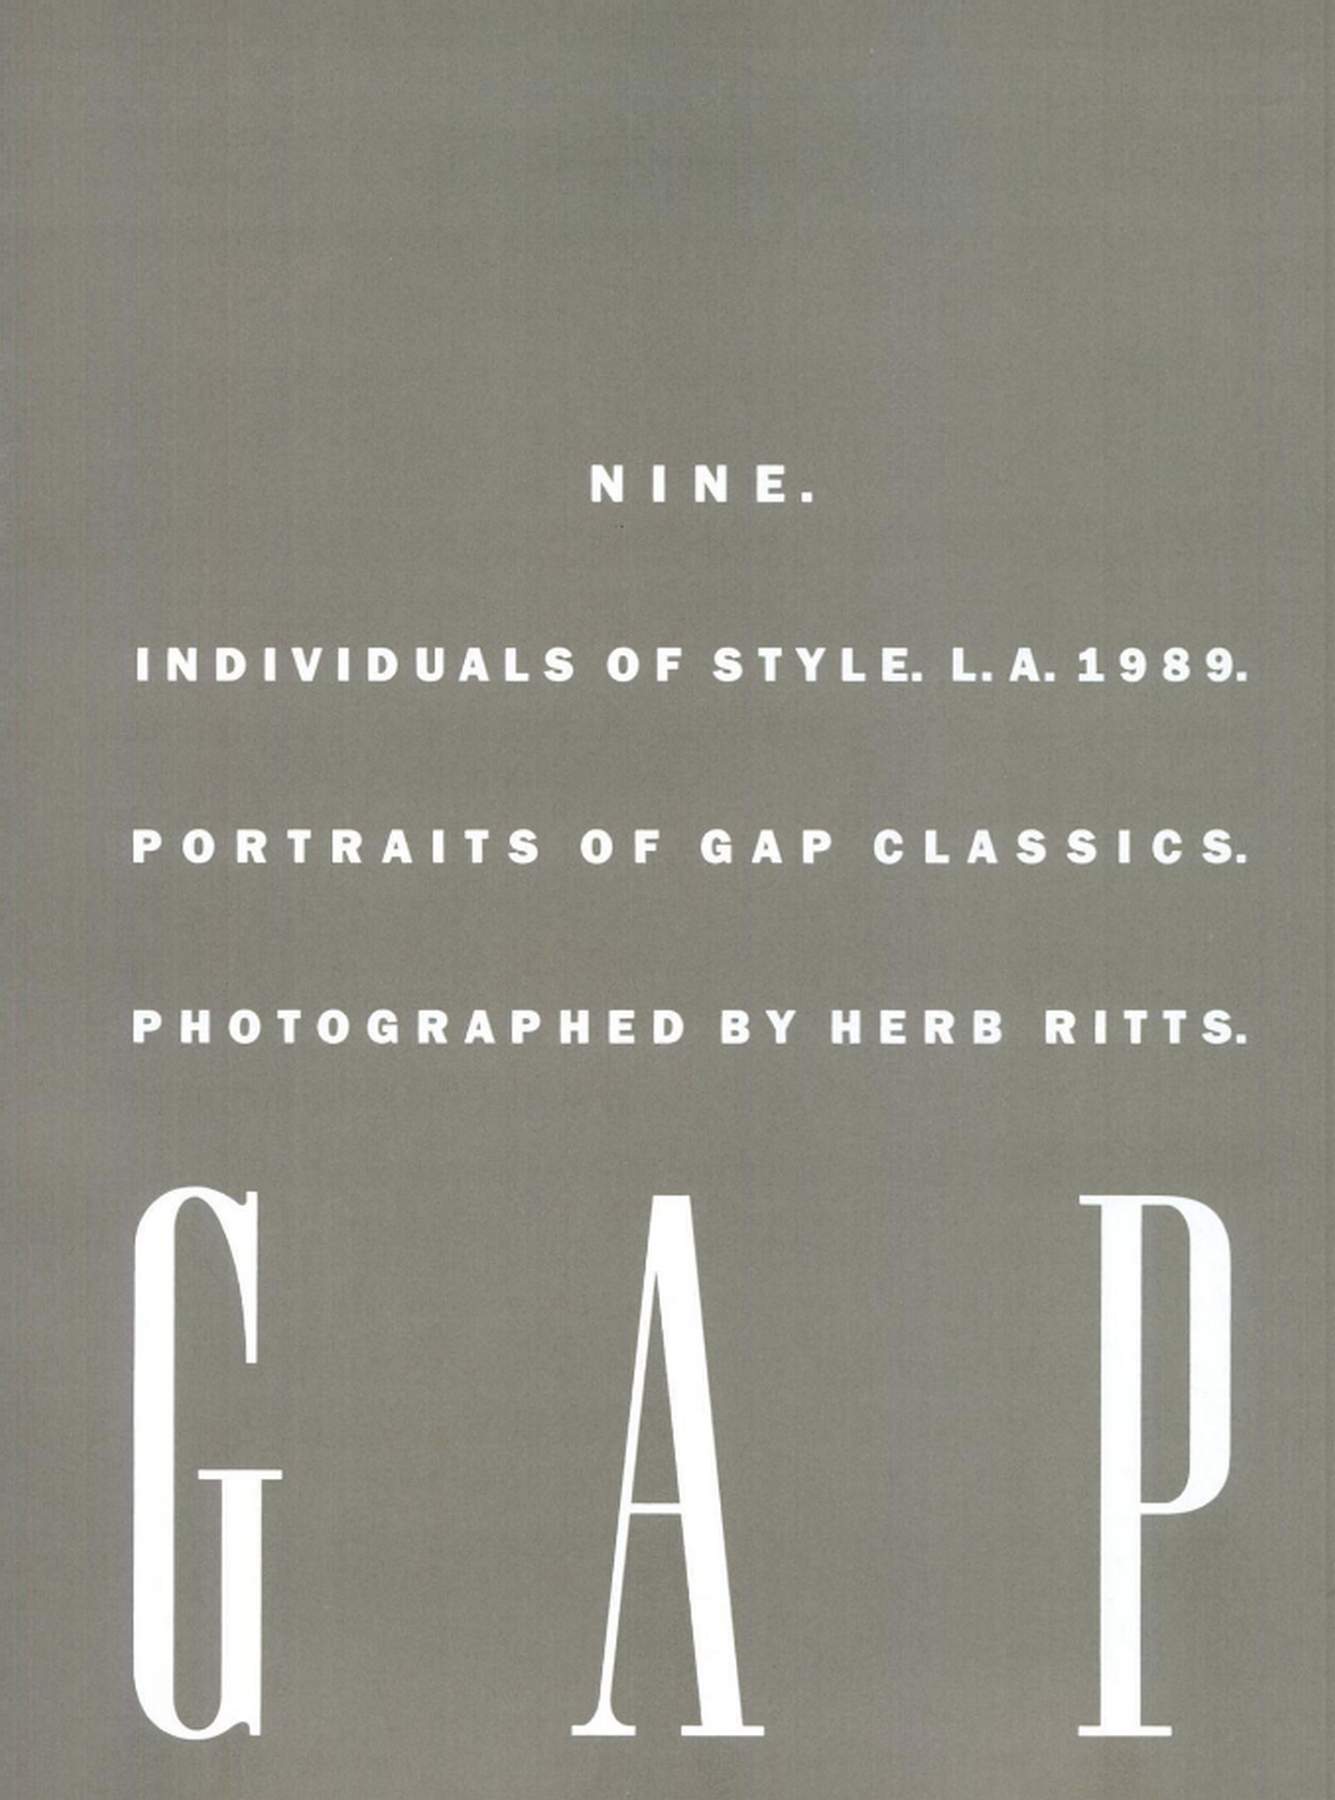 NINE.
INDIVIDUALS OF STYLE. L.A. 1989.
PORTRAITS OF GAP CLASSICS.
PHOTOGRAPHED BY HERB RITTS.
GAP